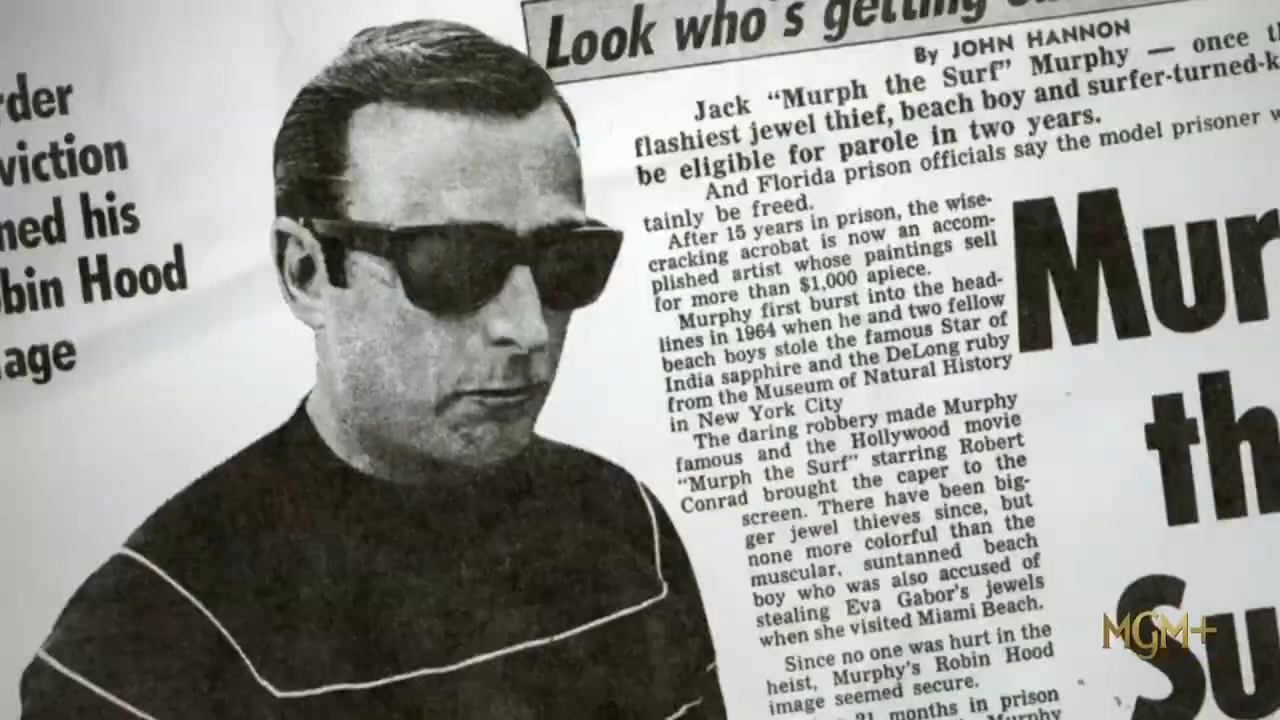 Look who's getting
By JOHN HANNON
Jack “Murph the Surf” Murphy — once
flashiest jewel thief, beach boy and surfer-turned-k
be eligible for parole in two years.
And Florida prison officials say the model prisoner w
tainly be freed.
After 15 years in prison, the wise-
cracking acrobat is now an accom-
plished artist whose paintings sell
for more than $1,000 apiece.
Murphy first burst into the head-
lines in 1964 when he and two fellow
beach boys stole the famous Star of
India sapphire and the DeLong ruby
from the Museum of Natural History
in New York City
The daring robbery made Murphy
famous and the Hollywood movie
“Murph the Surf” starring Robert
Conrad brought the caper to the
screen. There have been big-
ger jewel thieves since, but
none more colorful than the
muscular, suntanned beach
boy who was also accused of
stealing Eva Gabor's jewels
when she visited Miami Beach.
Since no one was hurt in the
heist, Murphy's Robin Hood
image seemed secure.
21 months in prison
Murphy
rder
viction
ned his
bin Hood
age
Mur
th
Su
MGM+